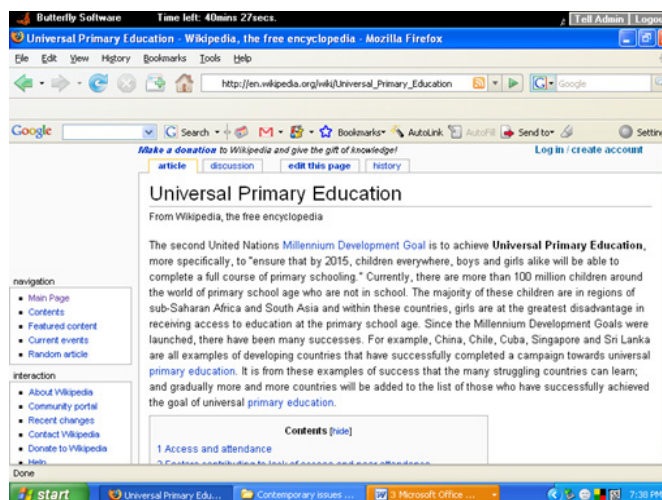 Butterfly Software Time left: 40mins 27secs. Tell Admin Logou
Universal Primary Education - Wikipedia, the free encyclopedia - Mozilla Firefox
File Edit View History Bookmarks Tools Help
http://en.wikipedia.org/wiki/Universal_Primary_Education Google
Google Search Bookmarks AutoLink AutoFill Send to Settin
Make a donation to Wikipedia and give the gift of knowledge! Log in / create account
article discussion edit this page history
Universal Primary Education
From Wikipedia, the free encyclopedia
The second United Nations Millennium Development Goal is to achieve Universal Primary Education,
more specifically, to "ensure that by 2015, children everywhere, boys and girls alike will be able to
complete a full course of primary schooling." Currently, there are more than 100 million children around
the world of primary school age who are not in school. The majority of these children are in regions of
sub-Saharan Africa and South Asia and within these countries, girls are at the greatest disadvantage in
receiving access to education at the primary school age. Since the Millennium Development Goals were
launched, there have been many successes. For example, China, Chile, Cuba, Singapore and Sri Lanka
are all examples of developing countries that have successfully completed a campaign towards universal
primary education. It is from these examples of success that the many struggling countries can learn;
and gradually more and more countries will be added to the list of those who have successfully achieved
the goal of universal primary education.
Contents [hide]
1 Access and attendance
2 Factors contributing to lack of access and poor attendance
navigation
Main Page
Contents
Featured content
Current events
Random article
interaction
About Wikipedia
Community portal
Recent changes
Contact Wikipedia
Donate to Wikipedia
Help
Done
start Universal Primary Edu... Contemporary issues ... 3 Microsoft Office ... 7:38 PM